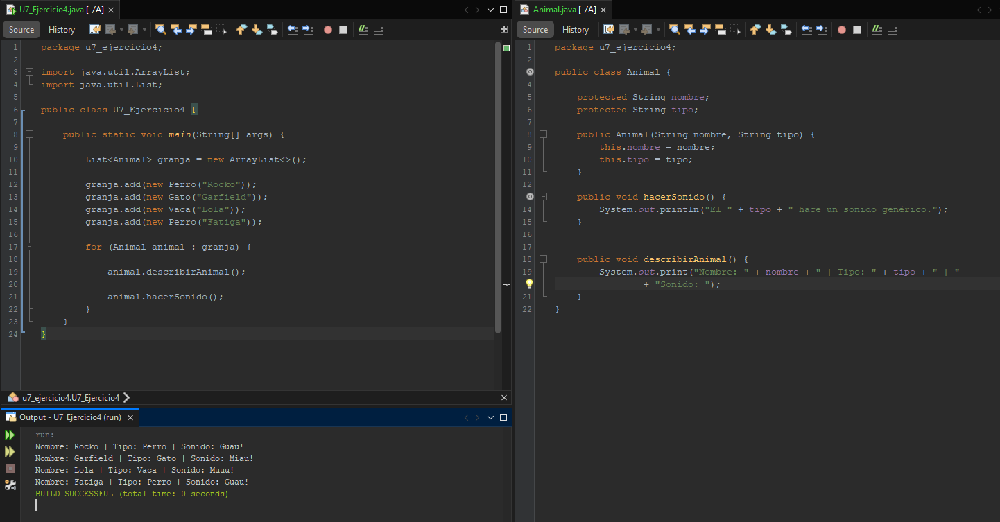 U7_Ejercicio4.java [-/A]
Source History
1 package u7_ejercicio4;
2
3 import java.util.ArrayList;
4 import java.util.List;
5
6 public class U7_Ejercicio4 {
7
8     public static void main(String[] args) {
9
10         List<Animal> granja = new ArrayList<>();
11
12         granja.add(new Perro("Rocko"));
13         granja.add(new Gato("Garfield"));
14         granja.add(new Vaca("Lola"));
15         granja.add(new Perro("Fatiga"));
16
17         for (Animal animal : granja) {
18
19             animal.describirAnimal();
20
21             animal.hacerSonido();
22         }
23     }
24 }
u7_ejercicio4.U7_Ejercicio4
Output - U7_Ejercicio4 (run)
run:
Nombre: Rocko | Tipo: Perro | Sonido: Guau!
Nombre: Garfield | Tipo: Gato | Sonido: Miau!
Nombre: Lola | Tipo: Vaca | Sonido: Muuu!
Nombre: Fatiga | Tipo: Perro | Sonido: Guau!
BUILD SUCCESSFUL (total time: 0 seconds)
Animal.java [-/A]
Source History
1 package u7_ejercicio4;
2
public class Animal {
4
5     protected String nombre;
6     protected String tipo;
7
8     public Animal(String nombre, String tipo) {
9         this.nombre = nombre;
10         this.tipo = tipo;
11     }
12
    public void hacerSonido() {
14         System.out.println("El " + tipo + " hace un sonido genérico.");
15     }
16
17
18     public void describirAnimal() {
19         System.out.print("Nombre: " + nombre + " | Tipo: " + tipo + " | "
                + "Sonido: ");
21     }
22 }